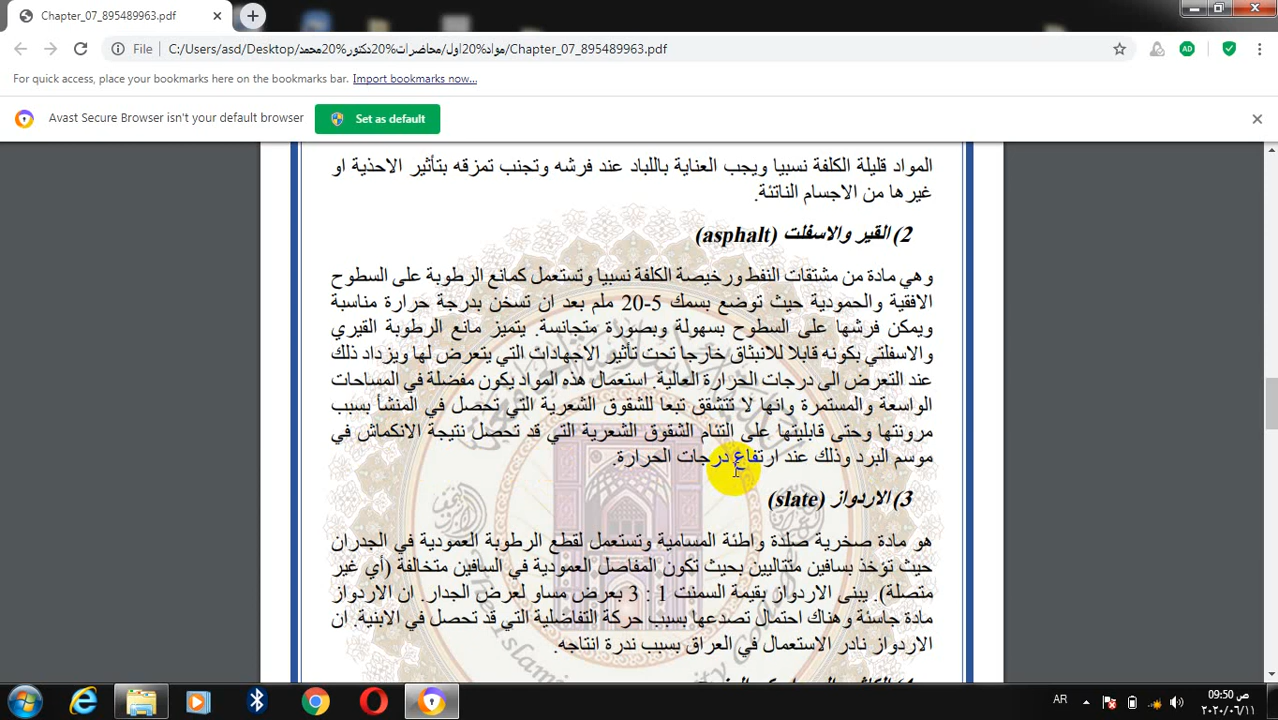 Chapter_07_895489963.pdf
File
C:/Users/asd/Desktop/محاضرات%20دكتور%20محمد/مواد%20اول/Chapter_07_895489963.pdf
For quick access, place your bookmarks here on the bookmarks bar. Import bookmarks now...
Avast Secure Browser isn't your default browser
Set as default
المواد قليلة الكلفة نسبيا ويجب العناية باللباد عند فرشه وتجنب تمزقه بتأثير الاحذية او
غيرها من الاجسام الناتئة.
2) القير والاسفلت (asphalt)
وهي مادة من مشتقات النفط ورخيصة الكلفة نسبيا وتستعمل كمانع الرطوبة على السطوح
الافقية والحمودية حيث توضع بسمك 5-20 ملم بعد ان تسخن بدرجة حرارة مناسبة
ويمكن فرشها على السطوح بسهولة وبصورة متجانسة. يتميز مانع الرطوبة القيري
والاسفلتي بكونه قابلا للانبثاق خارجا تحت تأثير الاجهادات التي يتعرض لها ويزداد ذلك
عند التعرض الى درجات الحرارة العالية. استعمال هذه المواد يكون مفضلة في المساحات
الواسعة والمستمرة وانها لا تتشقق تبعا للشقوق الشعرية التي تحصل في المنشأ بسبب
مرونتها وحتى قابليتها على التئام الشقوق الشعرية التي قد تحصل نتيجة الانكماش في
موسم البرد وذلك عند ارتفاع درجات الحرارة.
3) الاردواز (slate)
هو مادة صخرية صلدة واطئة المسامية وتستعمل لقطع الرطوبة العمودية في الجدران
حيث تؤخذ بسافين متتاليين بحيث تكون المفاصل العمودية في السافين متخالفة (أي غير
متصلة). يبنى الاردواز بقيمة السمنت 1 : 3 بعرض مساو لعرض الجدار. ان الاردواز
مادة جاسئة وهناك احتمال تصدعها بسبب حركة التفاضلية التي قد تحصل في الابنية. ان
الاردواز نادر الاستعمال في العراق بسبب ندرة انتاجه.
AR
09:50 ص
٢٠٢٠/٠٦/١١